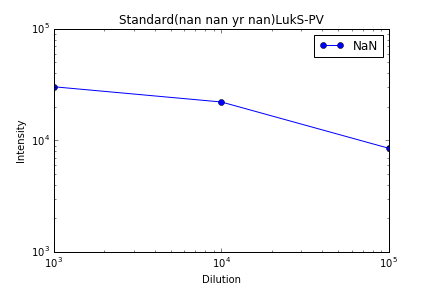 Standard(nan nan yr nan)LukS-PV
NaN
10^5
10^4
10^3
Intensity
10^3 10^4 10^5
Dilution